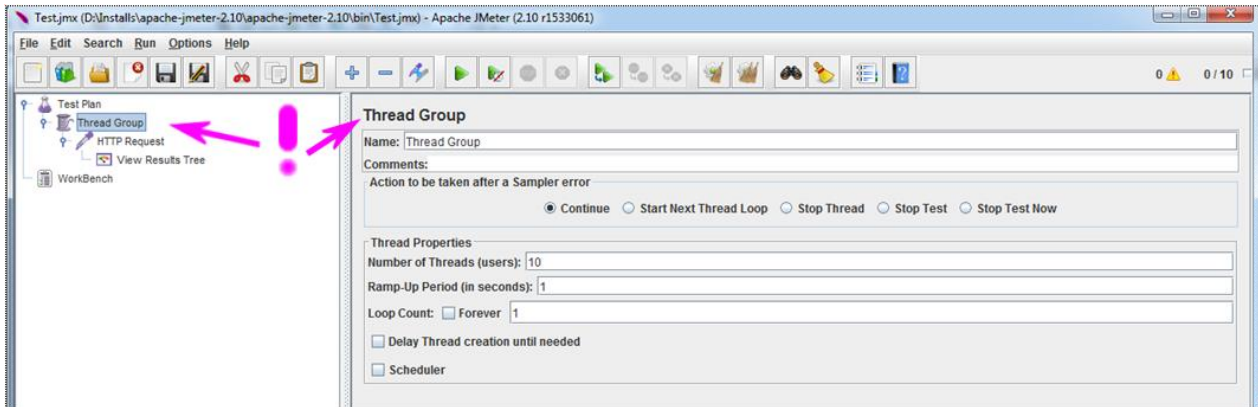 Test.jmx (D:\Installs\apache-jmeter-2.10\apache-jmeter-2.10\bin\Test.jmx) - Apache JMeter (2.10 r1533061)
File Edit Search Run Options Help
0 0 / 10
Test Plan
Thread Group
HTTP Request
View Results Tree
WorkBench
!
Thread Group
Name: Thread Group
Comments:
Action to be taken after a Sampler error
Continue Start Next Thread Loop Stop Thread Stop Test Stop Test Now
Thread Properties
Number of Threads (users): 10
Ramp-Up Period (in seconds): 1
Loop Count: Forever 1
Delay Thread creation until needed
Scheduler